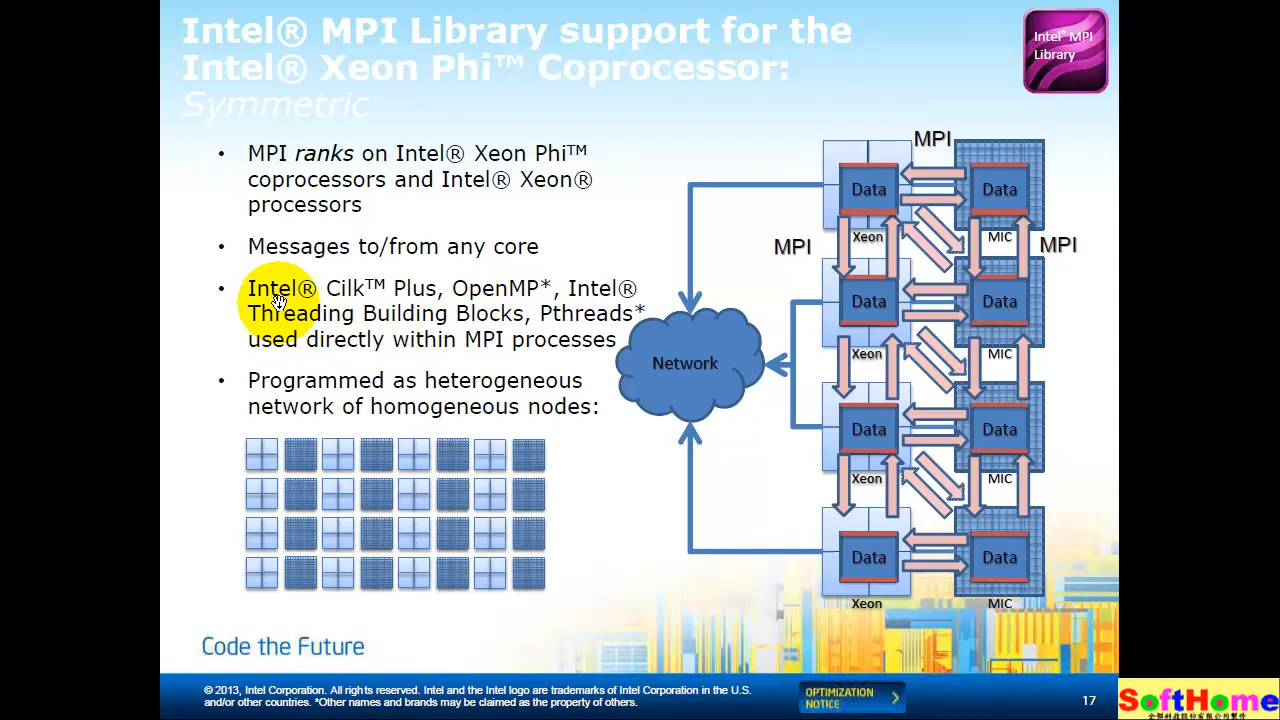 Intel® MPI Library support for the
Intel® Xeon Phi™ Coprocessor:
Symmetric
Intel® MPI
Library
• MPI ranks on Intel® Xeon Phi™
coprocessors and Intel® Xeon®
processors
• Messages to/from any core
• Intel® Cilk™ Plus, OpenMP*, Intel®
Threading Building Blocks, Pthreads*
used directly within MPI processes
• Programmed as heterogeneous
network of homogeneous nodes:
MPI
Data
Data
Xeon
MIC
MPI
MPI
Data
Data
Xeon
MIC
Network
Data
Data
Xeon
MIC
Data
Data
Xeon
MIC
Code the Future
© 2013, Intel Corporation. All rights reserved. Intel and the Intel logo are trademarks of Intel Corporation in the U.S.
and/or other countries. *Other names and brands may be claimed as the property of others.
OPTIMIZATION
NOTICE
17
SoftHome